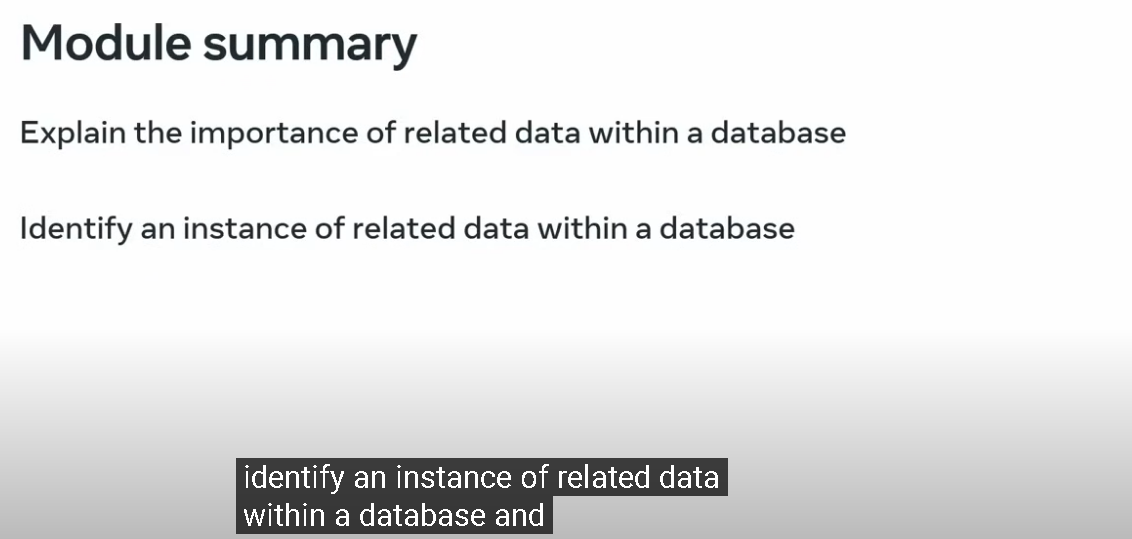 Module summary
Explain the importance of related data within a database
Identify an instance of related data within a database
identify an instance of related data
within a database and